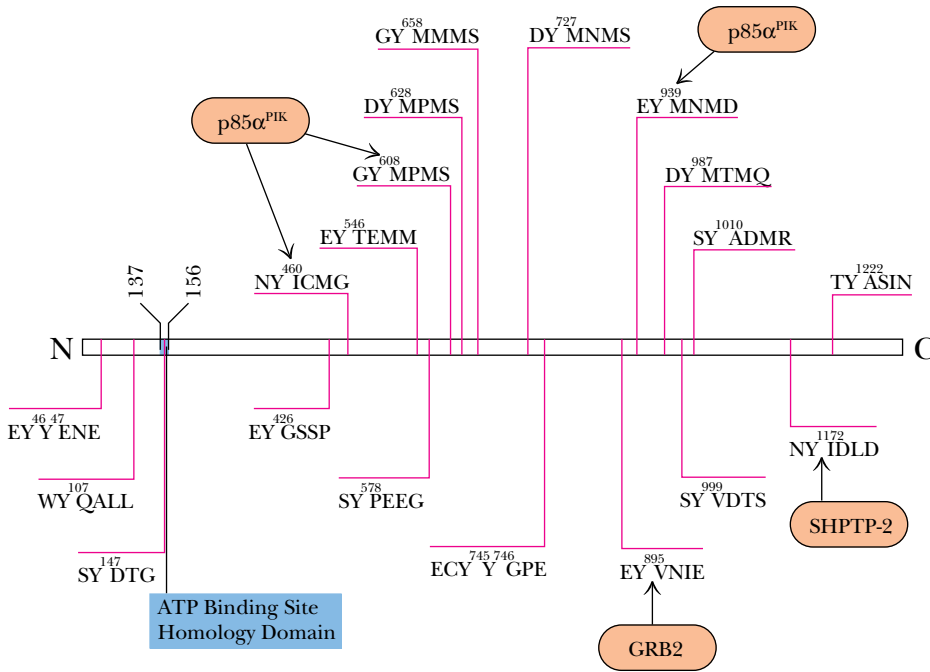 658
GY MMMS
727
DY MNMS
p85α^PIK
628
DY MPMS
939
EY MNMD
p85α^PIK
608
GY MPMS
987
DY MTMQ
546
EY TEMM
1010
SY ADMR
460
NY ICMG
137
156
1222
TY ASIN
N
C
46 47
EY Y ENE
426
EY GSSP
1172
NY IDLD
107
WY QALL
578
SY PEEG
999
SY VDTS
SHPTP-2
147
SY DTG
745 746
ECY Y GPE
895
EY VNIE
ATP Binding Site
Homology Domain
GRB2